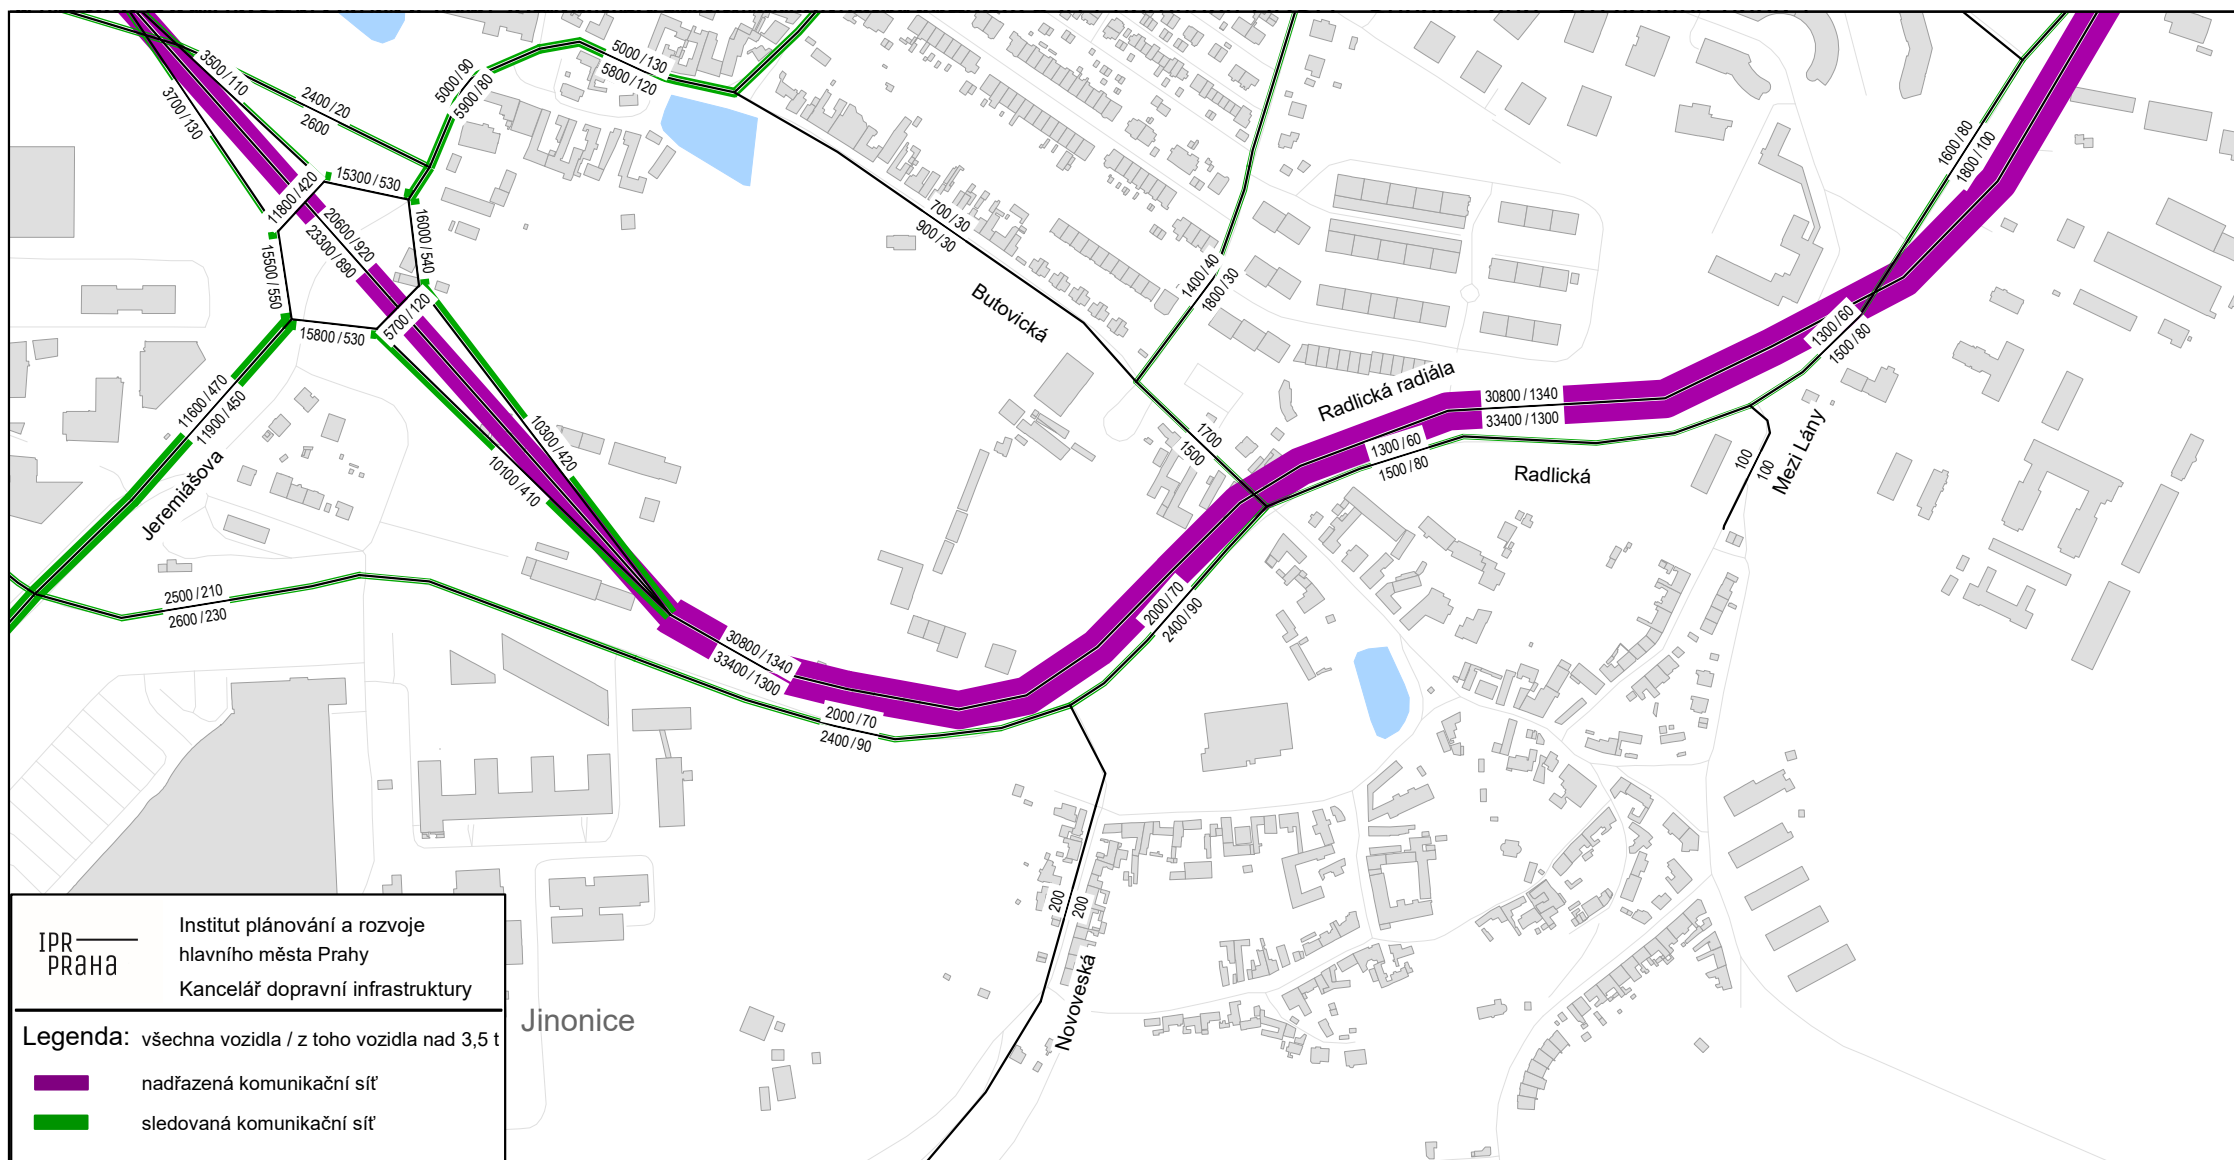 3500 / 110
3700 / 130
2400 / 20
2600
5000 / 90
5900 / 80
5000 / 130
5800 / 120
11800 / 420
15300 / 530
20600 / 920
23300 / 890
16000 / 540
15500 / 550
15800 / 530
5700 / 120
11600 / 470
11900 / 450
Jeremiášova
10300 / 420
10100 / 410
2500 / 210
2600 / 230
700 / 30
900 / 30
Butovická
1400 / 40
1800 / 30
1700
1500
Radlická radiála
30800 / 1340
33400 / 1300
1300 / 60
1500 / 80
Radlická
1600 / 80
1800 / 100
1300 / 60
1500 / 80
100
100
Mezi Lány
2000 / 70
2400 / 90
30800 / 1340
33400 / 1300
2000 / 70
2400 / 90
200
200
Novoveská
Jinonice
IPR
PRAHA
Institut plánování a rozvoje
hlavního města Prahy
Kancelář dopravní infrastruktury
Legenda: všechna vozidla / z toho vozidla nad 3,5 t
nadřazená komunikační síť
sledovaná komunikační síť